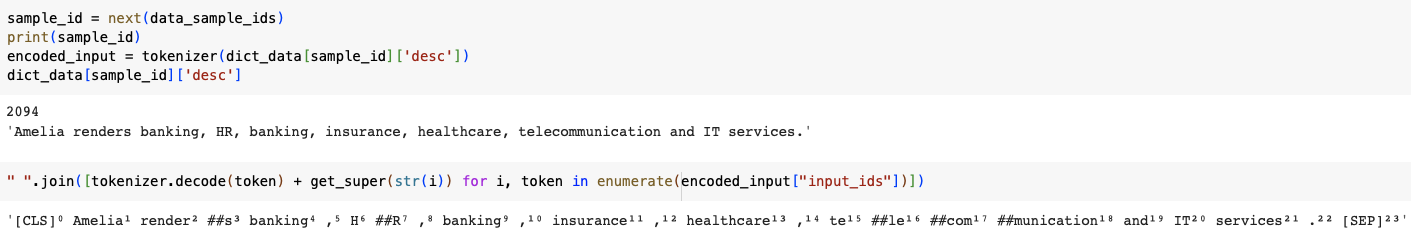 sample_id = next(data_sample_ids)
print(sample_id)
encoded_input = tokenizer(dict_data[sample_id]['desc'])
dict_data[sample_id]['desc']
2094
'Amelia renders banking, HR, banking, insurance, healthcare, telecommunication and IT services.'
" ".join([tokenizer.decode(token) + get_super(str(i)) for i, token in enumerate(encoded_input["input_ids"])])
'[CLS]⁰ Amelia¹ render² ##s³ banking⁴ ,⁵ H⁶ ##R⁷ ,⁸ banking⁹ ,¹⁰ insurance¹¹ ,¹² healthcare¹³ ,¹⁴ te¹⁵ ##le¹⁶ ##com¹⁷ ##munication¹⁸ and¹⁹ IT²⁰ services²¹ .²² [SEP]²³'